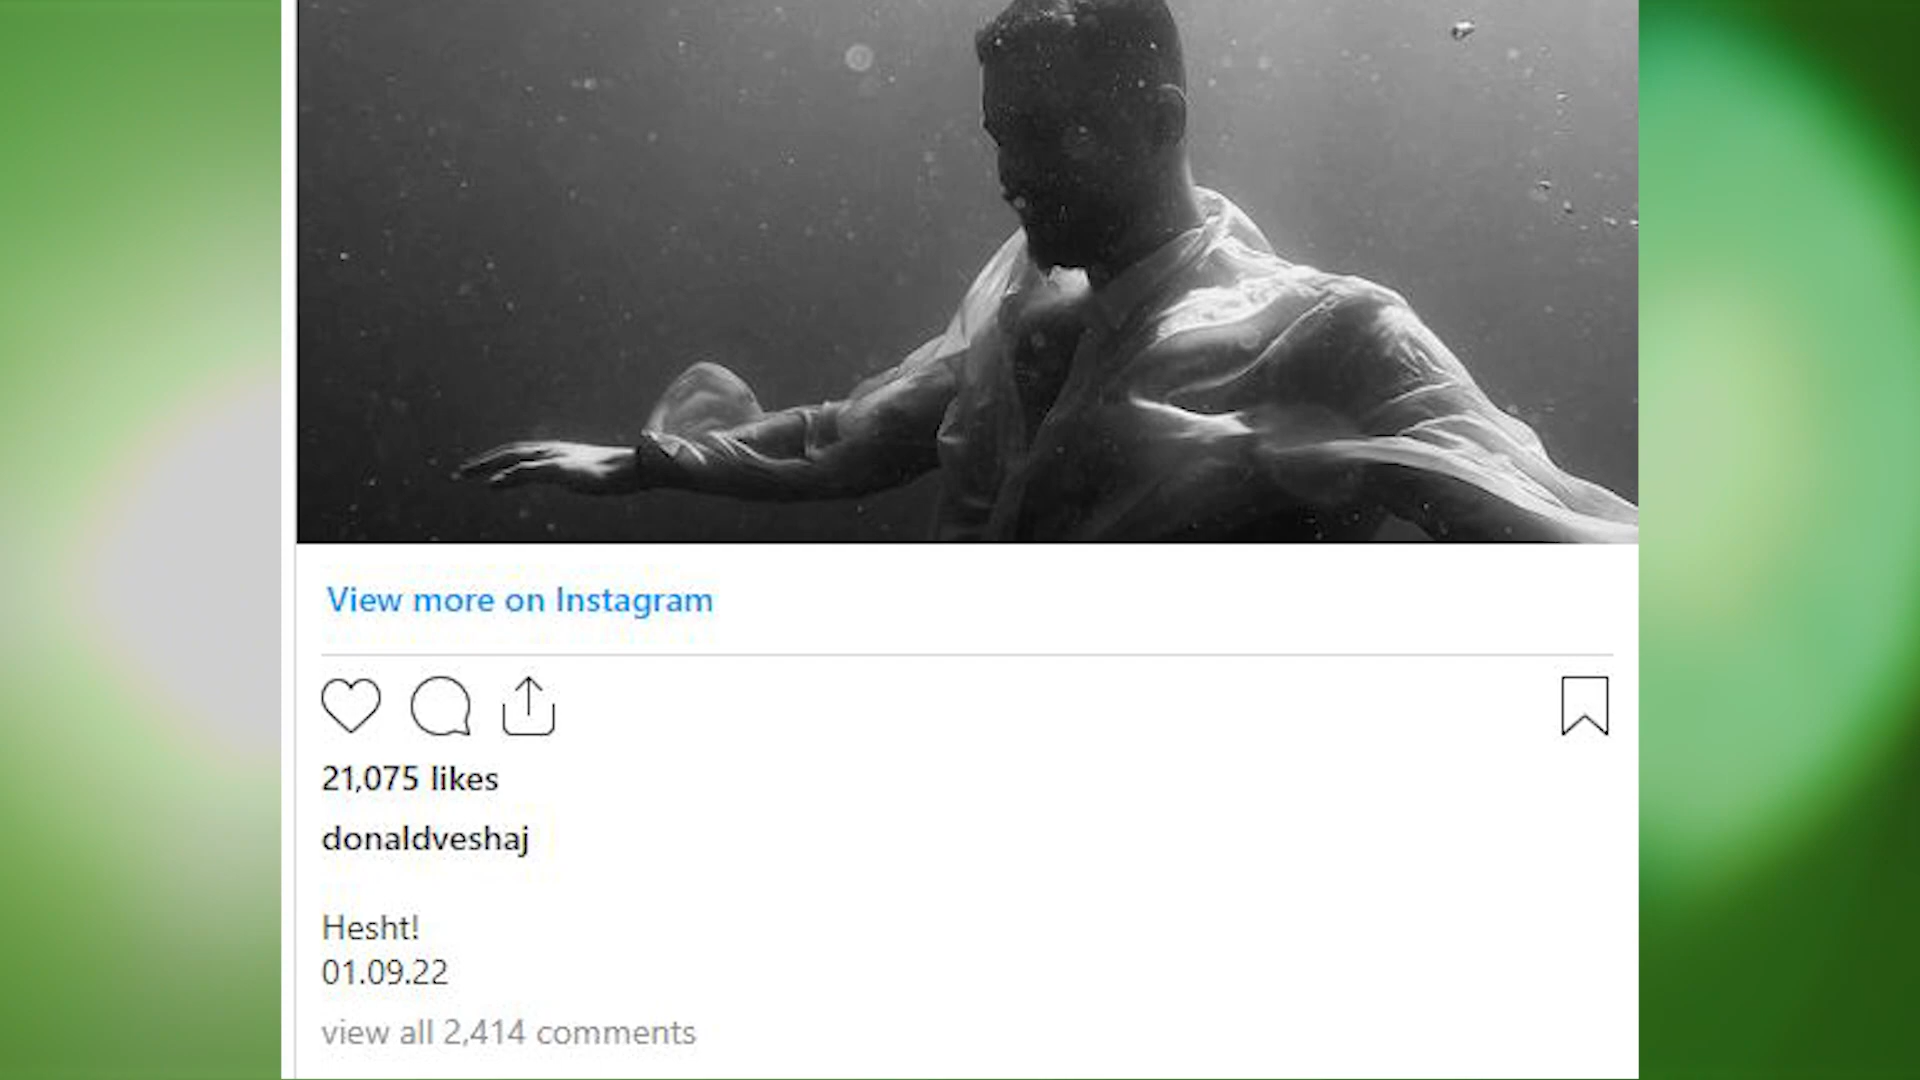 View more on Instagram
21,075 likes
donaldveshaj
Hesht!
01.09.22
view all 2,414 comments